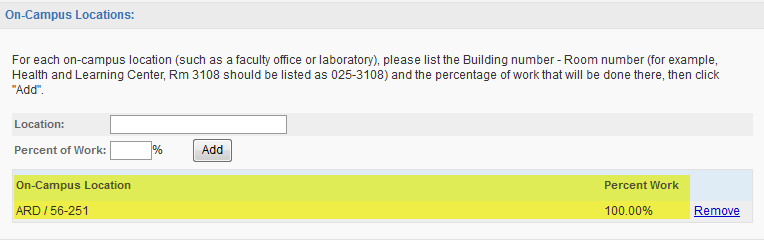 On-Campus Locations:
For each on-campus location (such as a faculty office or laboratory), please list the Building number - Room number (for example,
Health and Learning Center, Rm 3108 should be listed as 025-3108) and the percentage of work that will be done there, then click
"Add".
Location:
Percent of Work: % Add
On-Campus Location Percent Work
ARD / 56-251 100.00% Remove